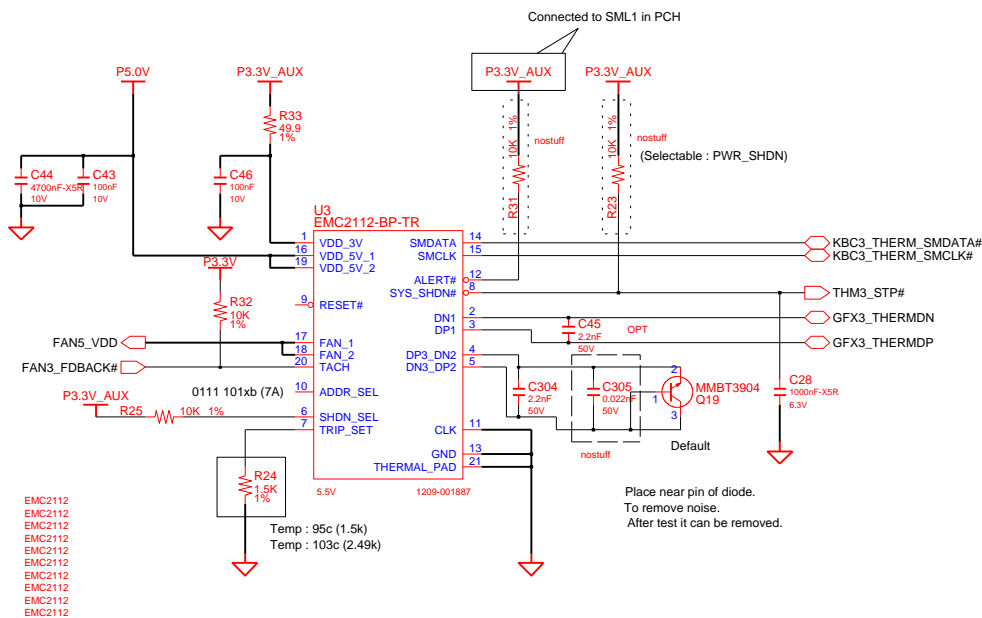 Connected to SML1 in PCH
P5.0V
P3.3V_AUX
P3.3V_AUX
P3.3V_AUX
R33
49.9
1%
10K 1%
nostuff
R31
10K 1%
nostuff
(Selectable : PWR_SHDN)
R23
C44
4700nF-X5R
10V
C43
100nF
10V
C46
100nF
10V
U3
EMC2112-BP-TR
1 VDD_3V
16 VDD_5V_1
19 VDD_5V_2
9 RESET#
17 FAN_1
18 FAN_2
20 TACH
10 ADDR_SEL
6 SHDN_SEL
7 TRIP_SET
SMDATA 14
SMCLK 15
ALERT# 12
SYS_SHDN# 8
DN1 2
DP1 3
DP3_DN2 4
DN3_DP2 5
CLK 11
GND 13
THERMAL_PAD 21
5.5V
1209-001887
P3.3V
R32
10K
1%
FAN5_VDD
FAN3_FDBACK#
0111 101xb (7A)
P3.3V_AUX
R25 10K 1%
R24
1.5K
1%
Temp : 95c (1.5k)
Temp : 103c (2.49k)
KBC3_THERM_SMDATA#
KBC3_THERM_SMCLK#
THM3_STP#
GFX3_THERMDN
GFX3_THERMDP
C45
2.2nF
50V
OPT
C304
2.2nF
50V
C305
0.022nF
50V
nostuff
2
1
3
MMBT3904
Q19
Default
C28
1000nF-X5R
6.3V
Place near pin of diode.
To remove noise.
After test it can be removed.
EMC2112
EMC2112
EMC2112
EMC2112
EMC2112
EMC2112
EMC2112
EMC2112
EMC2112
EMC2112